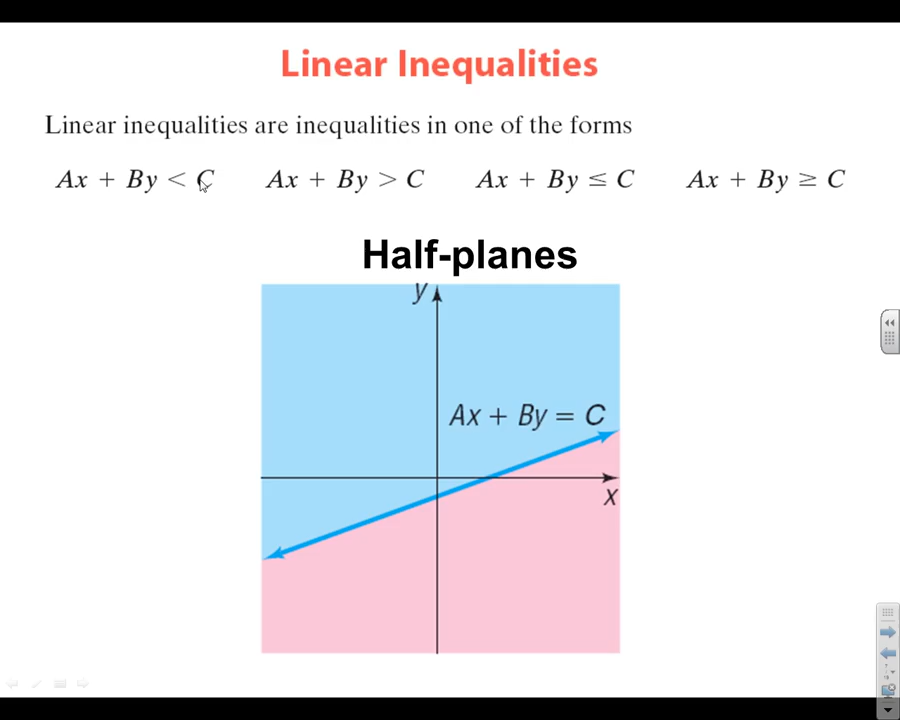 Linear Inequalities
Linear inequalities are inequalities in one of the forms
Ax + By < C Ax + By > C Ax + By ≤ C Ax + By ≥ C
Half-planes
y
Ax + By = C
x